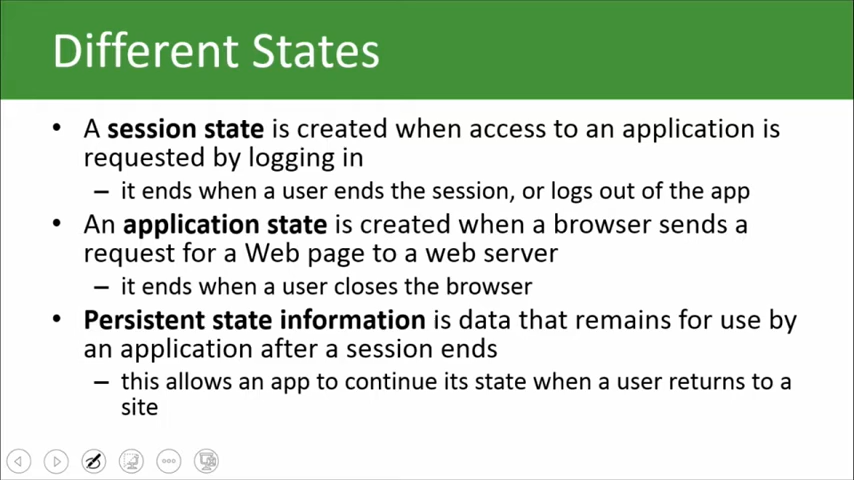 Different States
• A session state is created when access to an application is
requested by logging in
– it ends when a user ends the session, or logs out of the app
• An application state is created when a browser sends a
request for a Web page to a web server
– it ends when a user closes the browser
• Persistent state information is data that remains for use by
an application after a session ends
– this allows an app to continue its state when a user returns to a
site